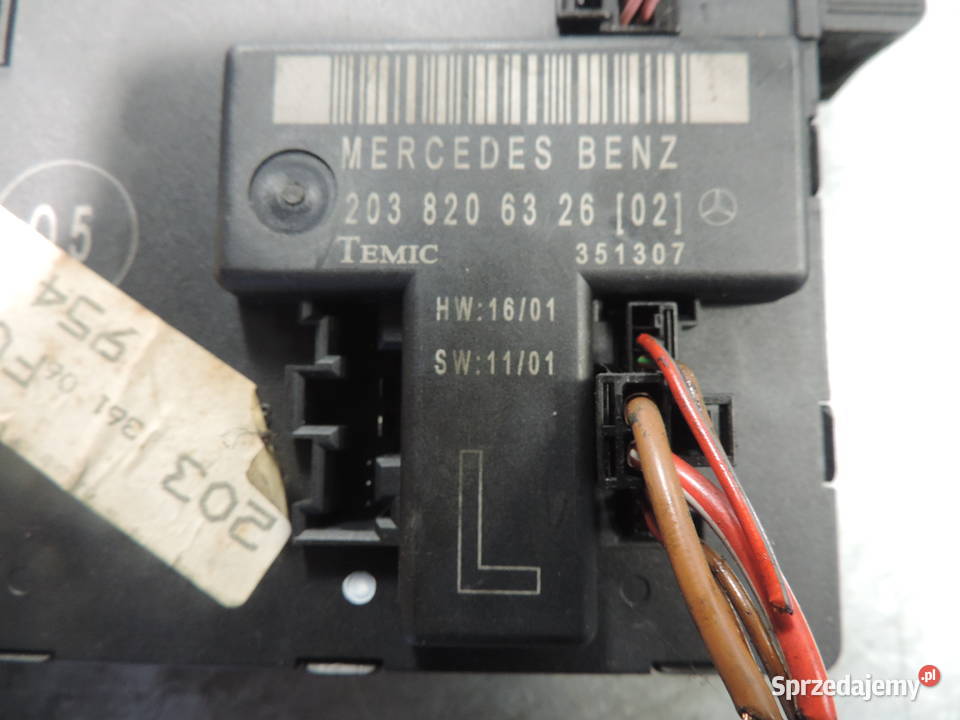 MERCEDES BENZ
203 820 63 26 [02]
TEMIC 351307
HW:16/01
SW:11/01
L
05
954
203
Sprzedajemy.pl